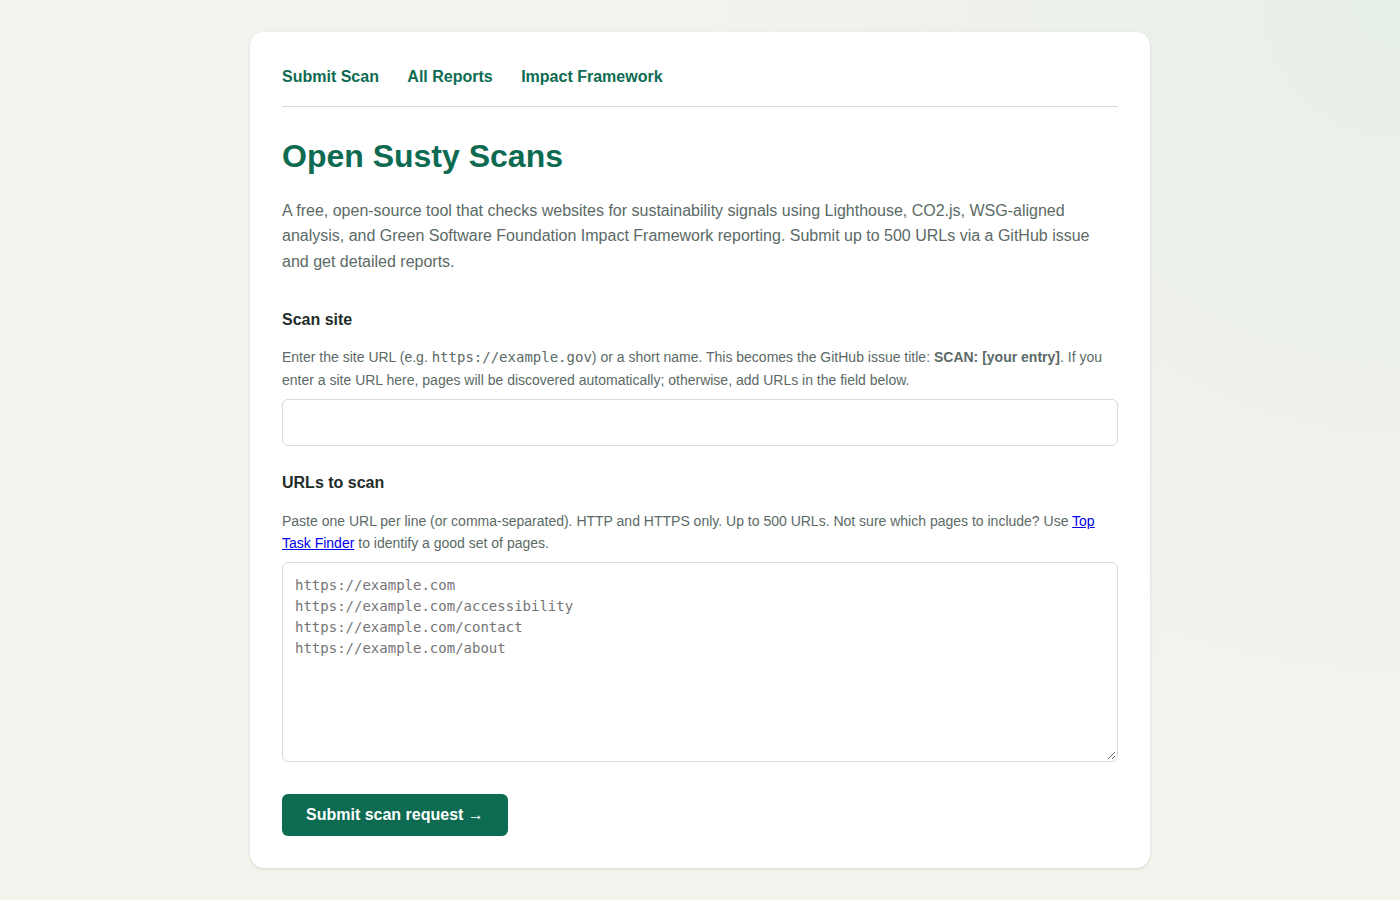 Submit Scan All Reports Impact Framework
Open Susty Scans
A free, open-source tool that checks websites for sustainability signals using Lighthouse, CO2.js, WSG-aligned
analysis, and Green Software Foundation Impact Framework reporting. Submit up to 500 URLs via a GitHub issue
and get detailed reports.
Scan site
Enter the site URL (e.g. https://example.gov) or a short name. This becomes the GitHub issue title: SCAN: [your entry]. If you
enter a site URL here, pages will be discovered automatically; otherwise, add URLs in the field below.
URLs to scan
Paste one URL per line (or comma-separated). HTTP and HTTPS only. Up to 500 URLs. Not sure which pages to include? Use Top
Task Finder to identify a good set of pages.
https://example.com
https://example.com/accessibility
https://example.com/contact
https://example.com/about
Submit scan request →